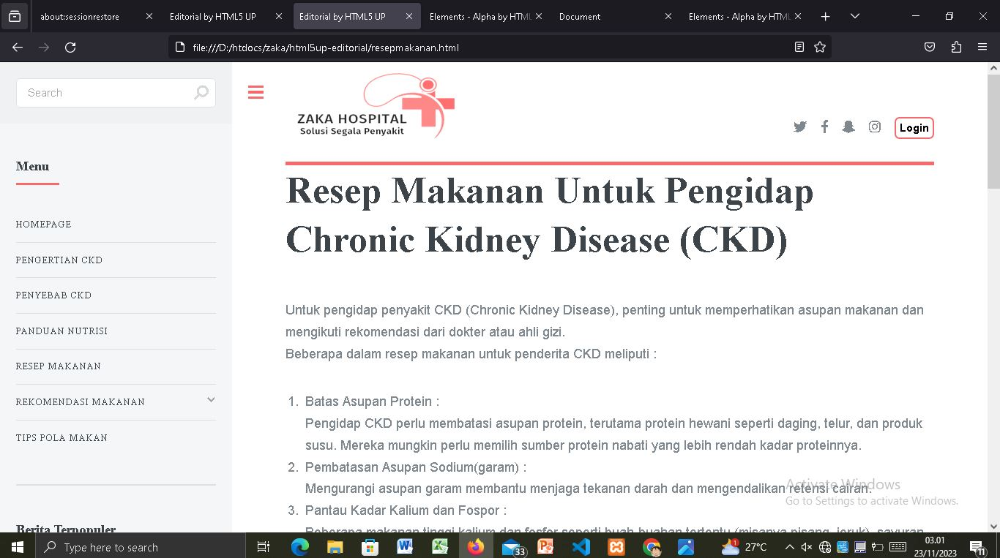 about:sessionrestore
Editorial by HTML5 UP
Editorial by HTML5 UP
Elements - Alpha by HTML
Document
Elements - Alpha by HTML
file:///D:/htdocs/zaka/html5up-editorial/resepmakanan.html
Search
Menu
HOMEPAGE
PENGERTIAN CKD
PENYEBAB CKD
PANDUAN NUTRISI
RESEP MAKANAN
REKOMENDASI MAKANAN
TIPS POLA MAKAN
Berita Terpopuler
ZAKA HOSPITAL
Solusi Segala Penyakit
Login
Resep Makanan Untuk Pengidap
Chronic Kidney Disease (CKD)
Untuk pengidap penyakit CKD (Chronic Kidney Disease), penting untuk memperhatikan asupan makanan dan
mengikuti rekomendasi dari dokter atau ahli gizi.
Beberapa dalam resep makanan untuk penderita CKD meliputi :
1. Batas Asupan Protein :
Pengidap CKD perlu membatasi asupan protein, terutama protein hewani seperti daging, telur, dan produk
susu. Mereka mungkin perlu memilih sumber protein nabati yang lebih rendah kadar proteinnya.
2. Pembatasan Asupan Sodium(garam) :
Mengurangi asupan garam membantu menjaga tekanan darah dan mengendalikan retensi cairan.
3. Pantau Kadar Kalium dan Fospor :
Beberapa makanan tinggi kalium dan fosfor seperti buah-buahan tertentu (misanya pisang, jeruk), sayuran
Activate Windows
Go to Settings to activate Windows.
Type here to search
33
27°C
03.01
23/11/2023
11